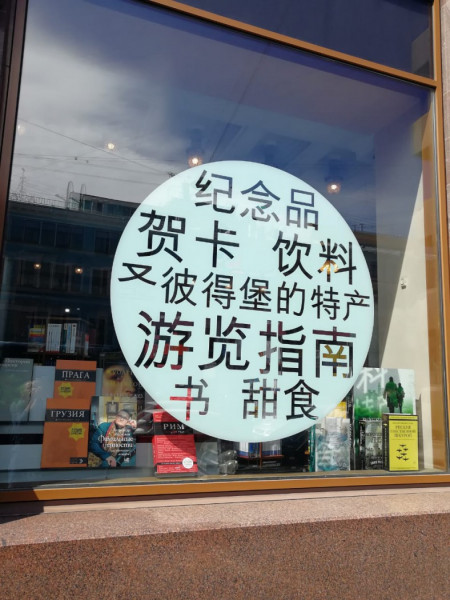 纪念品
贺卡 饮料
又彼得堡的特产
游览指南
书 甜食
ПРАГА
ГРУЗИЯ
РИМ